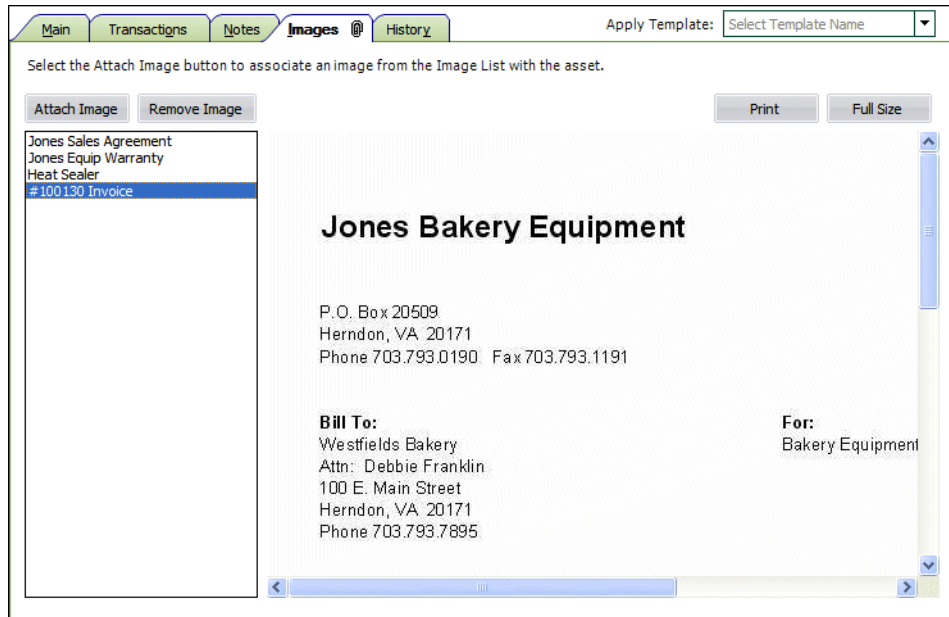 Main Transactions Notes Images History Apply Template: Select Template Name
Select the Attach Image button to associate an image from the Image List with the asset.
Attach Image Remove Image Print Full Size
Jones Sales Agreement
Jones Equip Warranty
Heat Sealer
#100130 Invoice
Jones Bakery Equipment
P.O. Box 20509
Herndon, VA 20171
Phone 703.793.0190 Fax 703.793.1191
Bill To: For:
Westfields Bakery Bakery Equipment
Attn: Debbie Franklin
100 E. Main Street
Herndon, VA 20171
Phone 703.793.7895